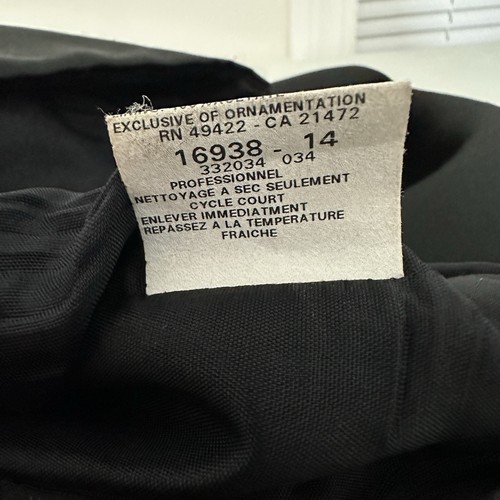 EXCLUSIVE OF ORNAMENTATION
RN 49422 - CA 21472
16938 - 14
332034 034
PROFESSIONNEL
NETTOYAGE A SEC SEULEMENT
CYCLE COURT
ENLEVER IMMEDIATMENT
REPASSEZ A LA TEMPERATURE
FRAICHE